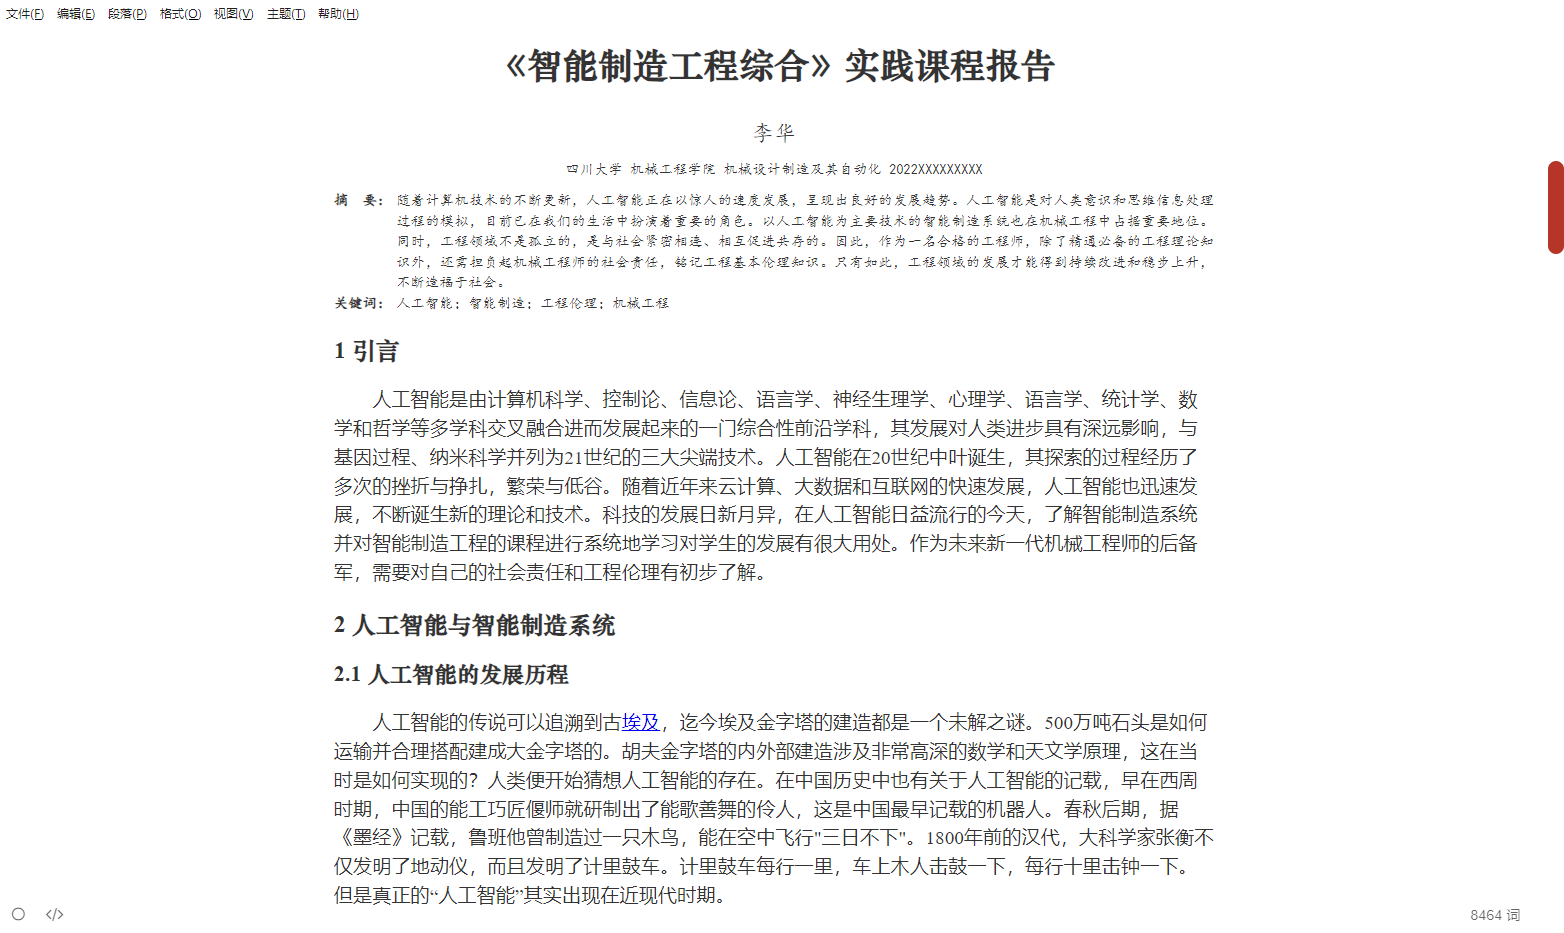 文件(F) 编辑(E) 段落(P) 格式(O) 视图(V) 主题(T) 帮助(H)
《智能制造工程综合》实践课程报告
李华
四川大学 机械工程学院 机械设计制造及其自动化 2022XXXXXXXXX
摘 要： 随着计算机技术的不断更新，人工智能正在以惊人的速度发展，呈现出良好的发展趋势。人工智能是对人类意识和思维信息处理
过程的模拟，目前已在我们的生活中扮演着重要的角色。以人工智能为主要技术的智能制造系统也在机械工程中占据重要地位。
同时，工程领域不是孤立的，是与社会紧密相连、相互促进共存的。因此，作为一名合格的工程师，除了精通必备的工程理论知
识外，还需担负起机械工程师的社会责任，铭记工程基本伦理知识。只有如此，工程领域的发展才能得到持续改进和稳步上升，
不断造福于社会。
关键词： 人工智能；智能制造；工程伦理；机械工程
1 引言
人工智能是由计算机科学、控制论、信息论、语言学、神经生理学、心理学、语言学、统计学、数
学和哲学等多学科交叉融合进而发展起来的一门综合性前沿学科，其发展对人类进步具有深远影响，与
基因过程、纳米科学并列为21世纪的三大尖端技术。人工智能在20世纪中叶诞生，其探索的过程经历了
多次的挫折与挣扎，繁荣与低谷。随着近年来云计算、大数据和互联网的快速发展，人工智能也迅速发
展，不断诞生新的理论和技术。科技的发展日新月异，在人工智能日益流行的今天，了解智能制造系统
并对智能制造工程的课程进行系统地学习对学生的发展有很大用处。作为未来新一代机械工程师的后备
军，需要对自己的社会责任和工程伦理有初步了解。
2 人工智能与智能制造系统
2.1 人工智能的发展历程
人工智能的传说可以追溯到古埃及，迄今埃及金字塔的建造都是一个未解之谜。500万吨石头是如何
运输并合理搭配建成大金字塔的。胡夫金字塔的内外部建造涉及非常高深的数学和天文学原理，这在当
时是如何实现的？人类便开始猜想人工智能的存在。在中国历史中也有关于人工智能的记载，早在西周
时期，中国的能工巧匠偃师就研制出了能歌善舞的伶人，这是中国最早记载的机器人。春秋后期，据
《墨经》记载，鲁班他曾制造过一只木鸟，能在空中飞行"三日不下"。1800年前的汉代，大科学家张衡不
仅发明了地动仪，而且发明了计里鼓车。计里鼓车每行一里，车上木人击鼓一下，每行十里击钟一下。
但是真正的“人工智能”其实出现在近现代时期。
</> 8464 词